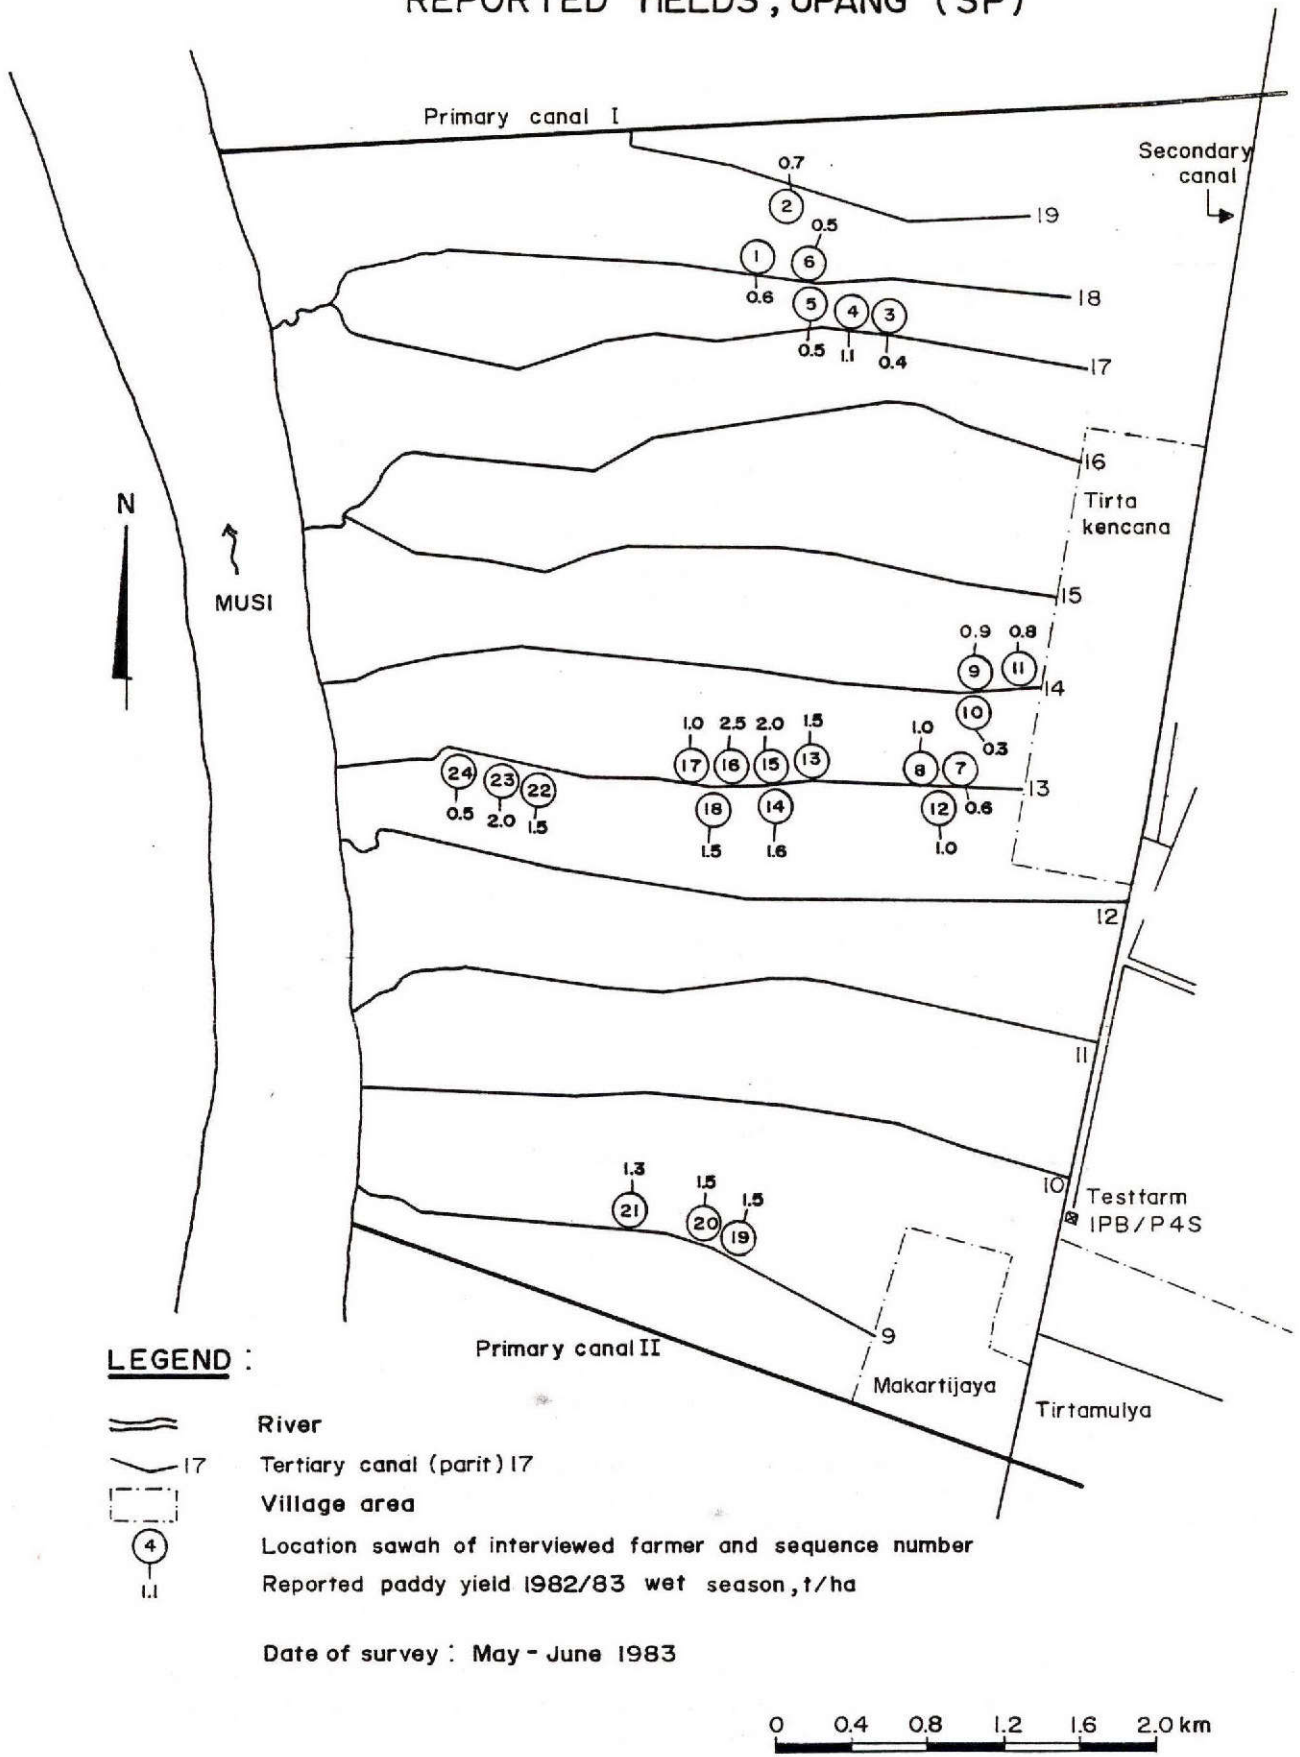 REPORTED YIELDS, UPANG (SP)
Primary canal I
Secondary
canal
0.7
2
19
0.5
1
6
0.6
18
5
4
3
0.5
1.1
0.4
17
16
N
Tirta
kencana
MUSI
15
0.9
0.8
9
11
14
10
0.3
1.0
2.5
2.0
1.5
1.0
17
16
15
13
8
7
13
24
23
22
18
14
12
0.6
0.5
2.0
1.5
1.5
1.6
1.0
12
11
10
Testfarm
IPB/P4S
1.3
1.5
1.5
21
20
19
9
Primary canal II
Makartijaya
Tirtamulya
LEGEND :
River
17
Tertiary canal (parit) 17
Village area
4
Location sawah of interviewed farmer and sequence number
1.1
Reported paddy yield 1982/83 wet season, t/ha
Date of survey : May - June 1983
0 0.4 0.8 1.2 1.6 2.0 km